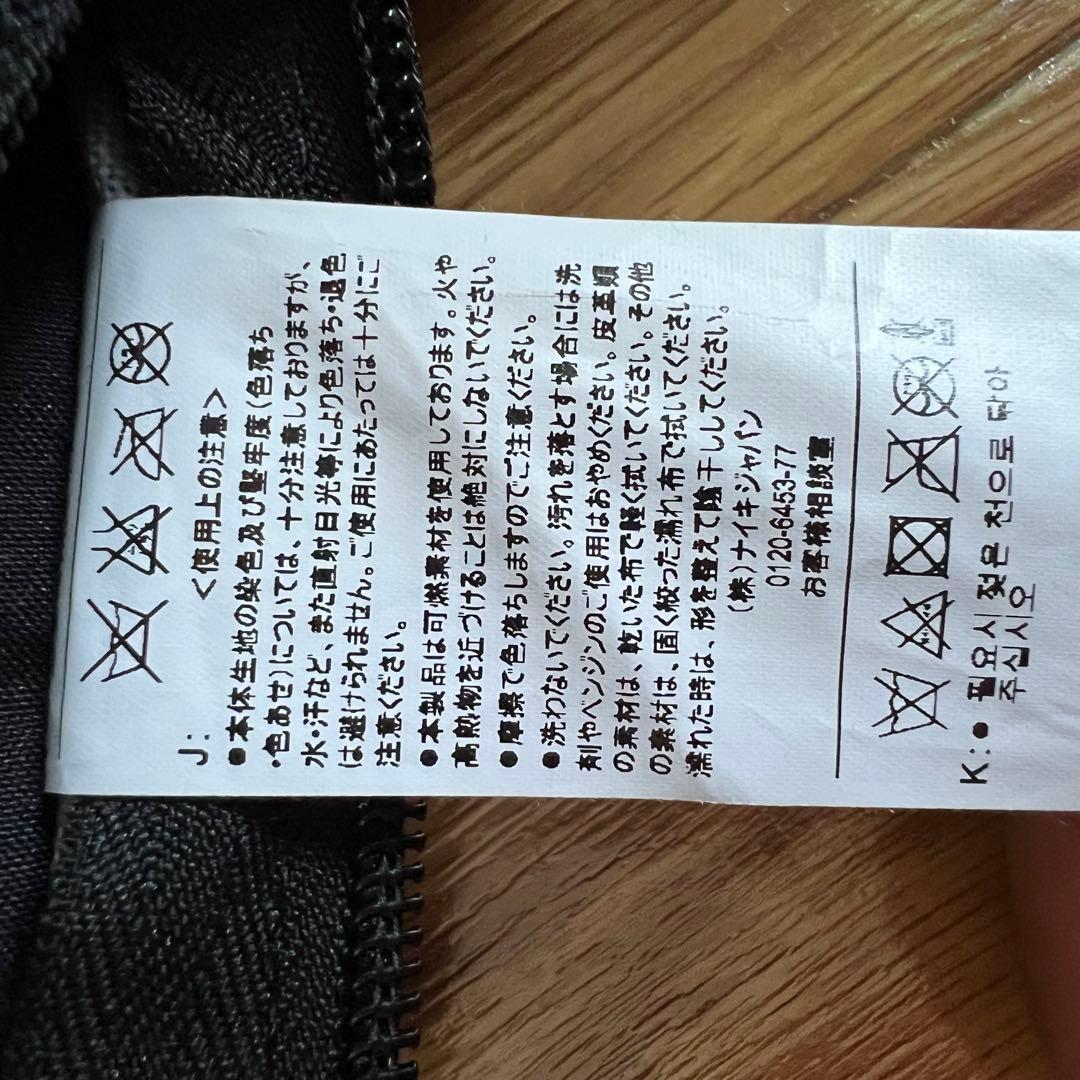 J:
<使用上の注意>
●本体生地の染色及び堅牢度(色落ち
・色あせ)については、十分注意しておりますが、
水・汗など、また直射日光等により色落ち・退色
は避けられません。ご使用にあたっては十分にご
注意ください。
●本製品は可燃素材を使用しております。火や
高熱物を近づけることは絶対にしないでください。
●摩擦で色落ちしますのでご注意ください。
●洗わないでください。汚れを落とす場合には洗
剤やベンジンのご使用はおやめください。皮革類
の素材は、乾いた布で軽く拭いてください。その他
の素材は、固く絞った濡れ布で拭いてください。
濡れた時は、形を整えて陰干ししてください。
(株)ナイキジャパン
0120-6453-77
お客様相談室
K:● 필요시 젖은 천으로 닦아
주십시오